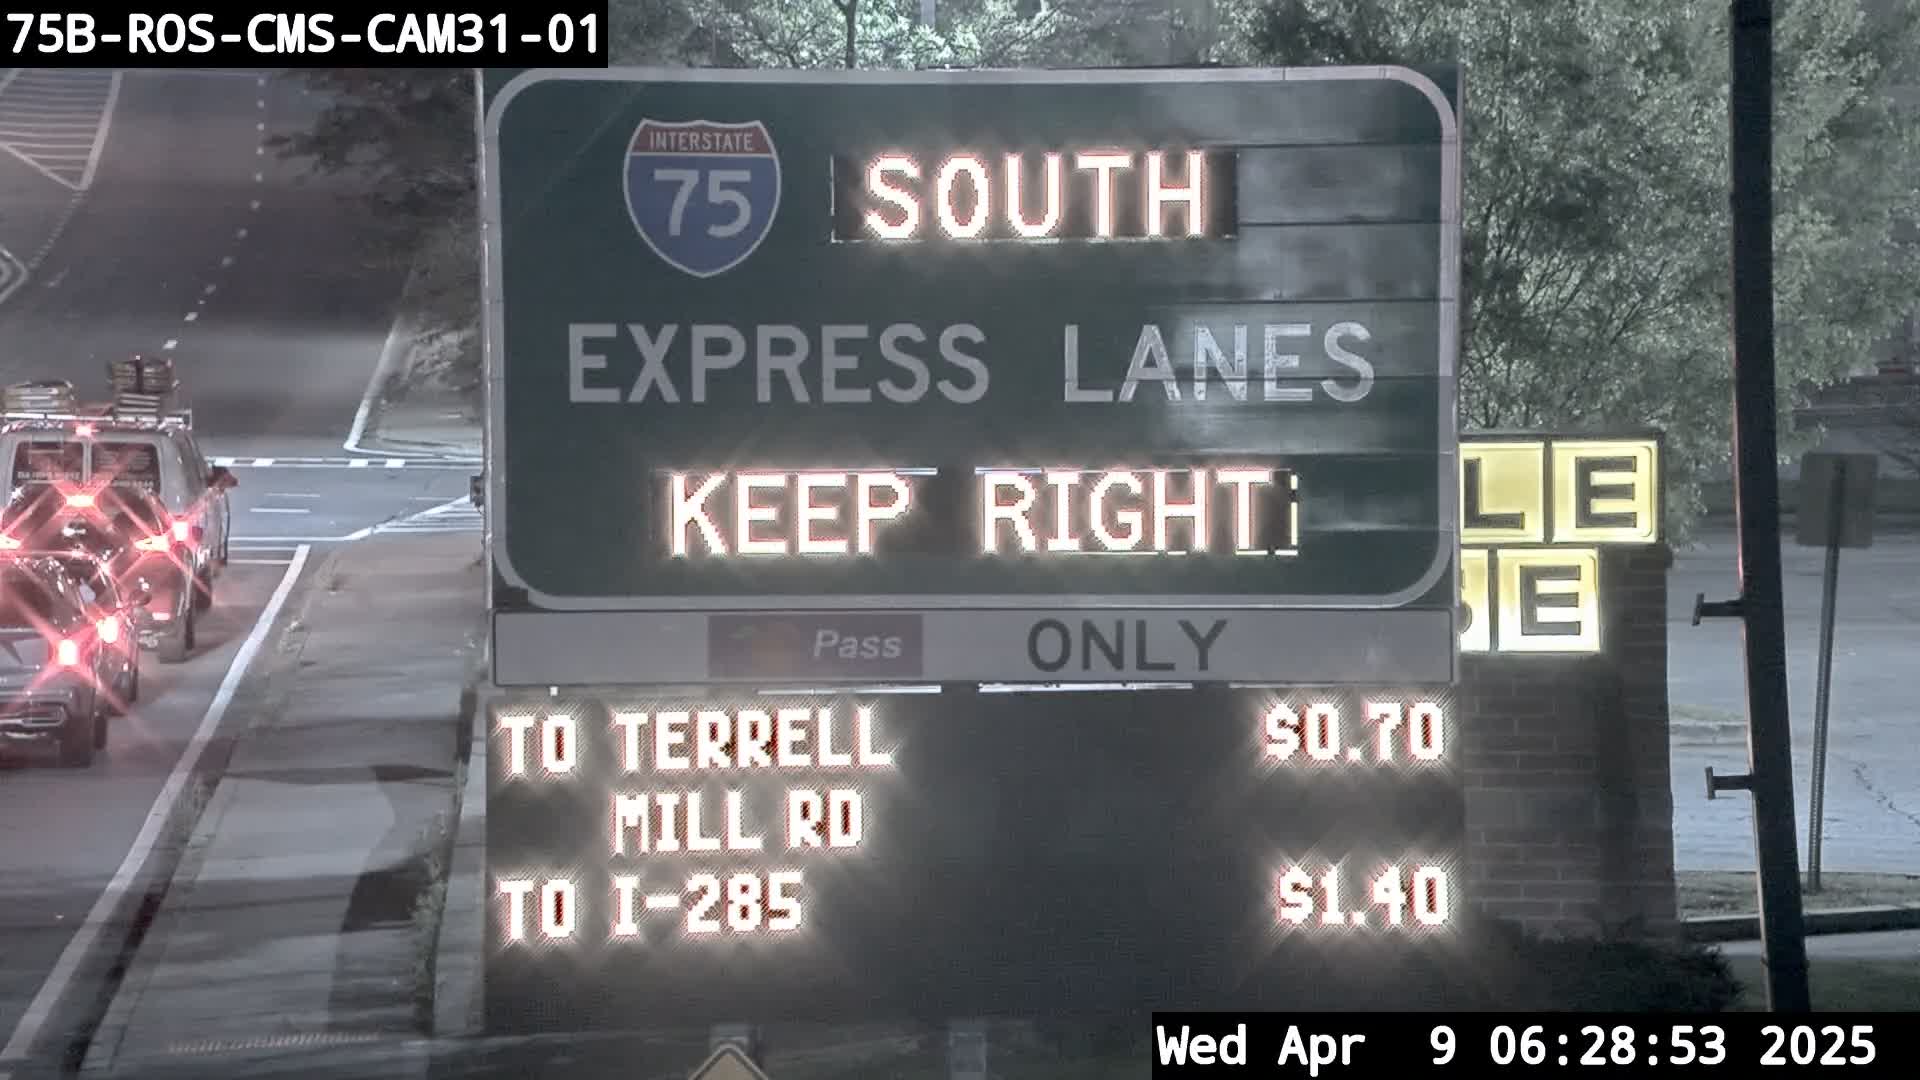 75B-ROS-CMS-CAM31-01
INTERSTATE
75
SOUTH
EXPRESS LANES
KEEP RIGHT
Pass ONLY
TO TERRELL $0.70
MILL RD
TO I-285 $1.40
LE
E
Wed Apr 9 06:28:53 2025